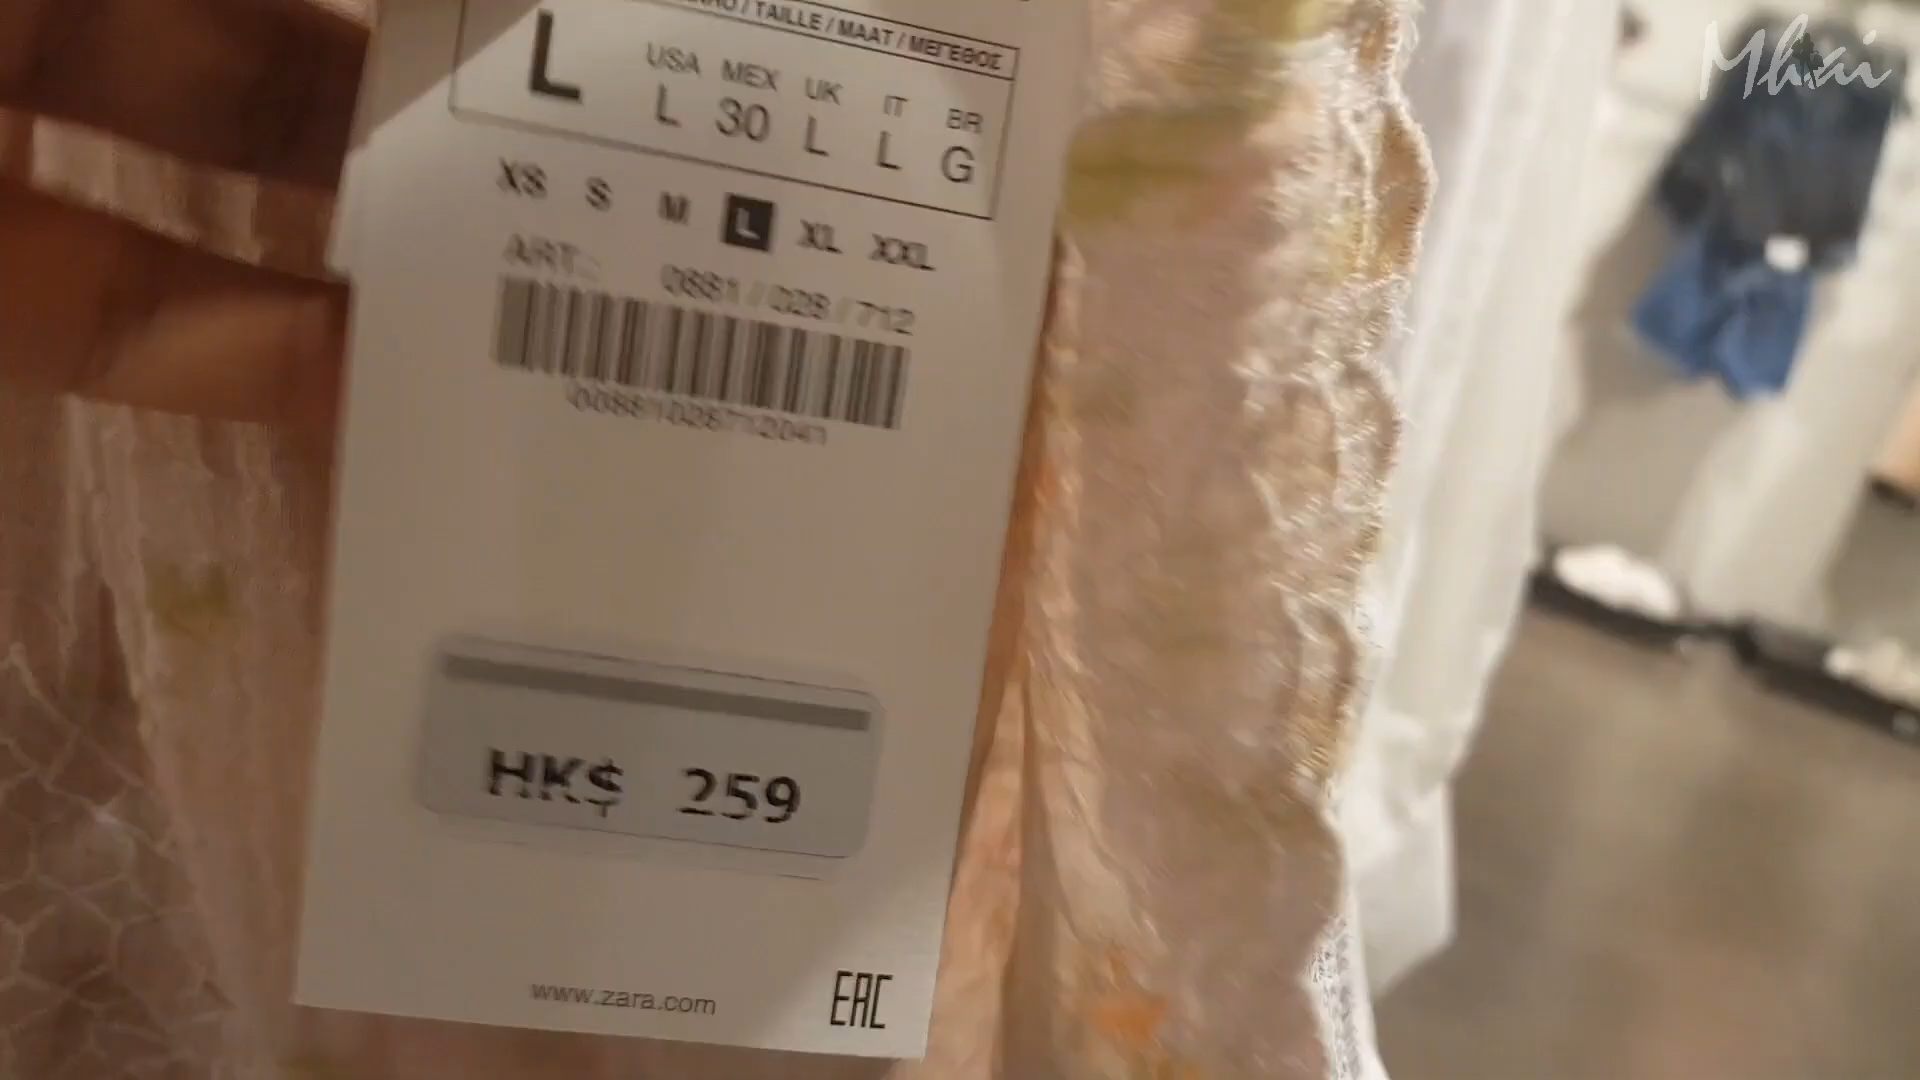 Mhai
/ TAILLE / MAAT / ΜΕΓΕΘΟΣ
L
USA MEX UK IT BR
L 30 L L G
XS S M L XL XXL
ART.: 0881 / 028 / 712
00881028712041
HK$ 259
www.zara.com
EAC